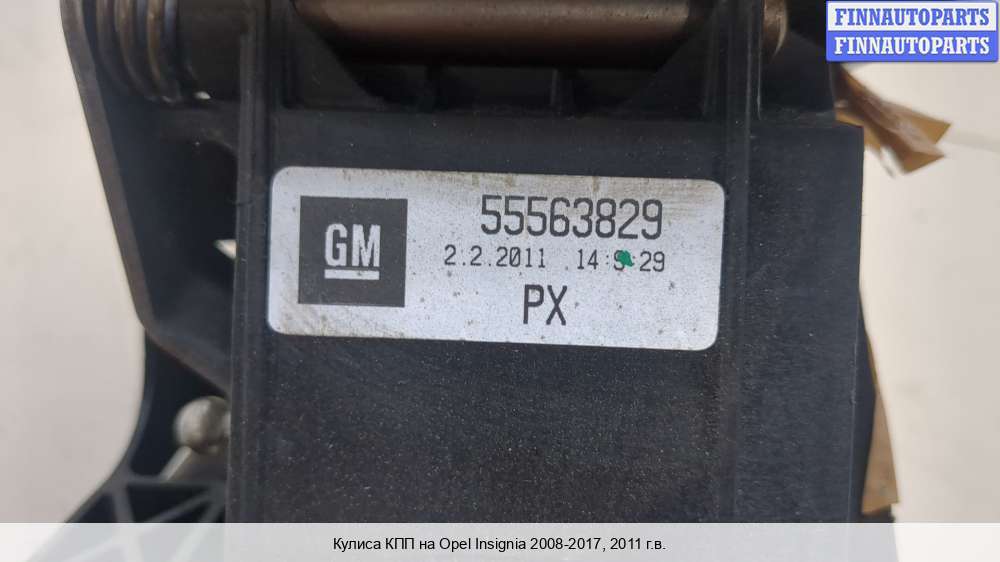 FINNAUTOPARTS
FINNAUTOPARTS
GM
55563829
2.2.2011
PX
Кулиса КПП на Opel Insignia 2008-2017, 2011 г.в.